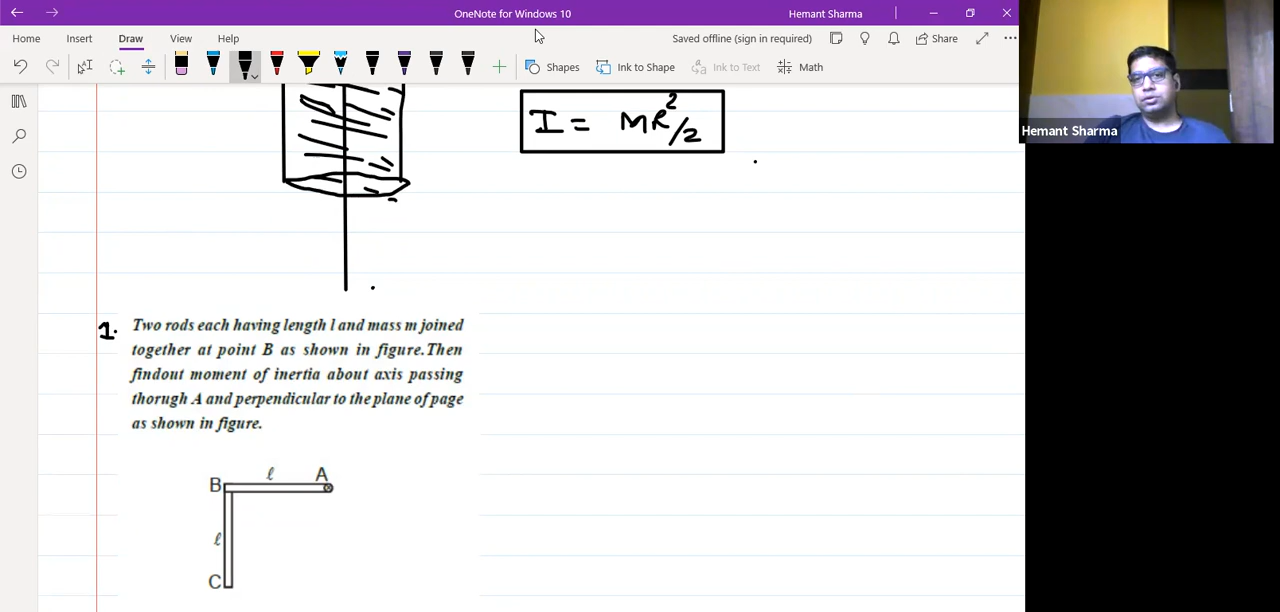 OneNote for Windows 10
Hemant Sharma
Home Insert Draw View Help
Saved offline (sign in required)
Share
Shapes
Ink to Shape
Ink to Text
Math
Hemant Sharma
I = MR²/2
1.
Two rods each having length l and mass m joined
together at point B as shown in figure.Then
findout moment of inertia about axis passing
thorugh A and perpendicular to the plane of page
as shown in figure.
ℓ A
B
ℓ
C